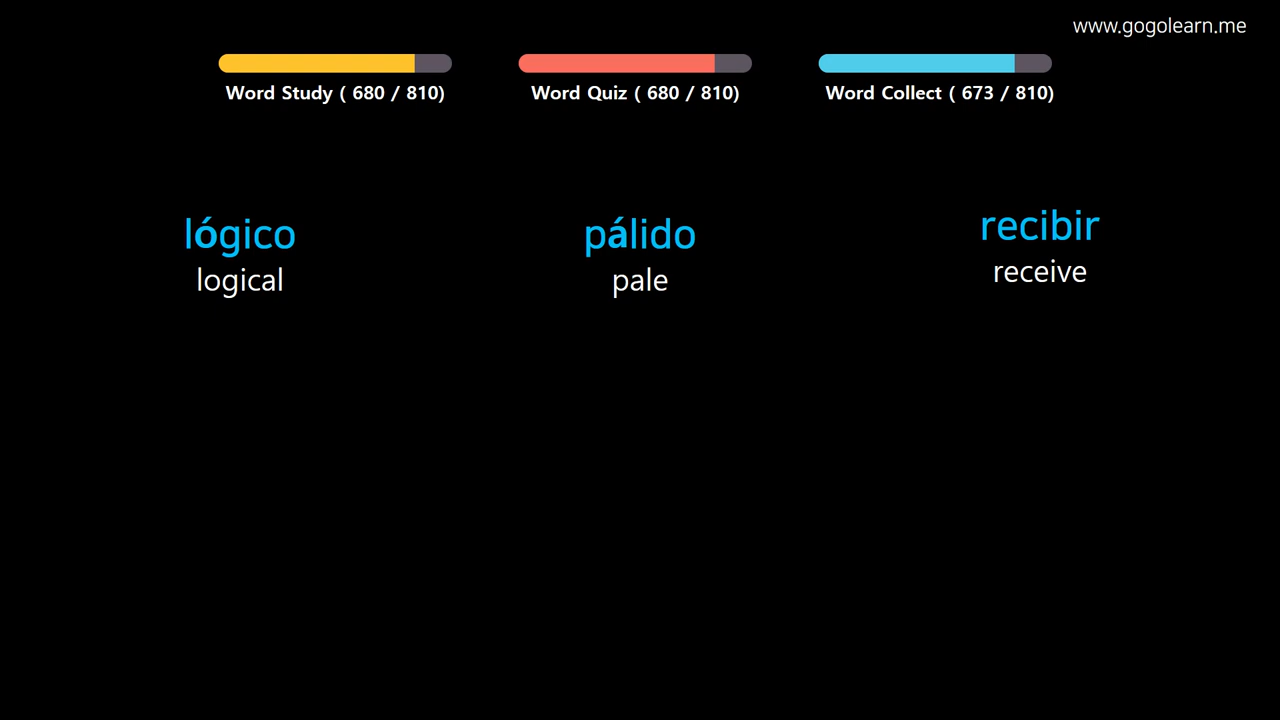 www.gogolearn.me
Word Study ( 680 / 810)
Word Quiz ( 680 / 810)
Word Collect ( 673 / 810)
lógico
logical
pálido
pale
recibir
receive